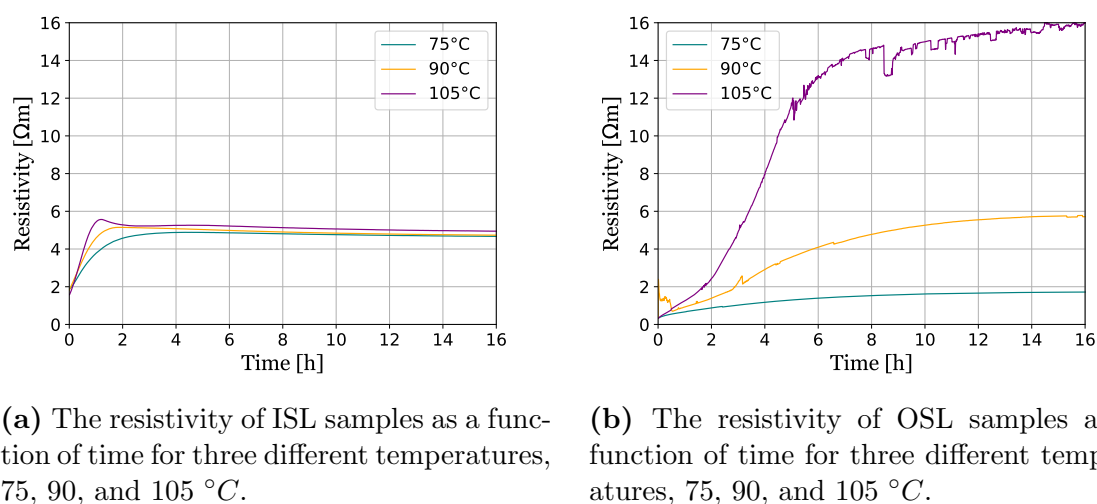 16
14
12
10
8
6
4
2
0
Resistivity [Ωm]
75°C
90°C
105°C
0 2 4 6 8 10 12 14 16
Time [h]
16
14
12
10
8
6
4
2
0
Resistivity [Ωm]
75°C
90°C
105°C
0 2 4 6 8 10 12 14 16
Time [h]
(a) The resistivity of ISL samples as a func-
tion of time for three different temperatures,
75, 90, and 105 °C.
(b) The resistivity of OSL samples a
function of time for three different temp
atures, 75, 90, and 105 °C.